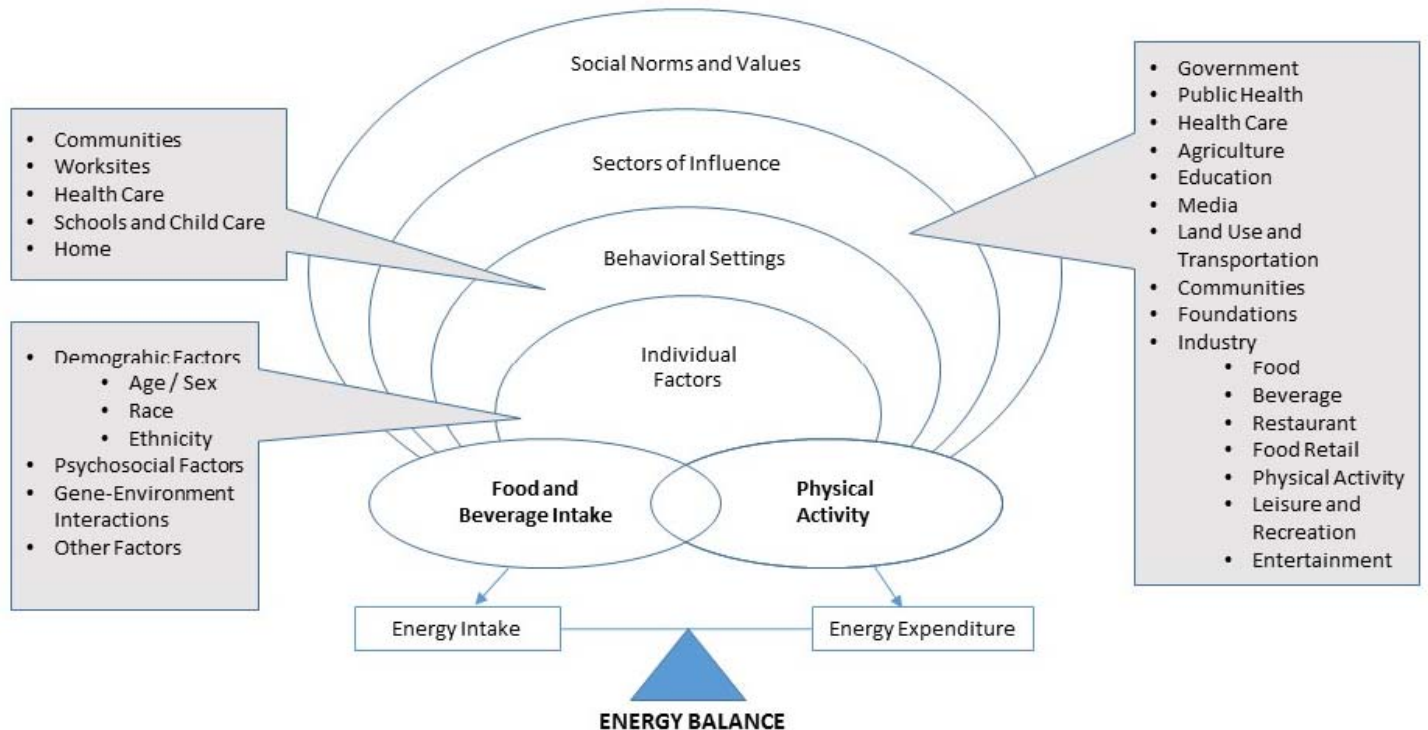 Social Norms and Values
Sectors of Influence
Behavioral Settings
Individual
Factors
• Communities
• Worksites
• Health Care
• Schools and Child Care
• Home
• Demograhic Factors
• Age / Sex
• Race
• Ethnicity
• Psychosocial Factors
• Gene-Environment
Interactions
• Other Factors
• Government
• Public Health
• Health Care
• Agriculture
• Education
• Media
• Land Use and
Transportation
• Communities
• Foundations
• Industry
• Food
• Beverage
• Restaurant
• Food Retail
• Physical Activity
• Leisure and
Recreation
• Entertainment
Food and
Beverage Intake
Physical
Activity
Energy Intake
Energy Expenditure
ENERGY BALANCE